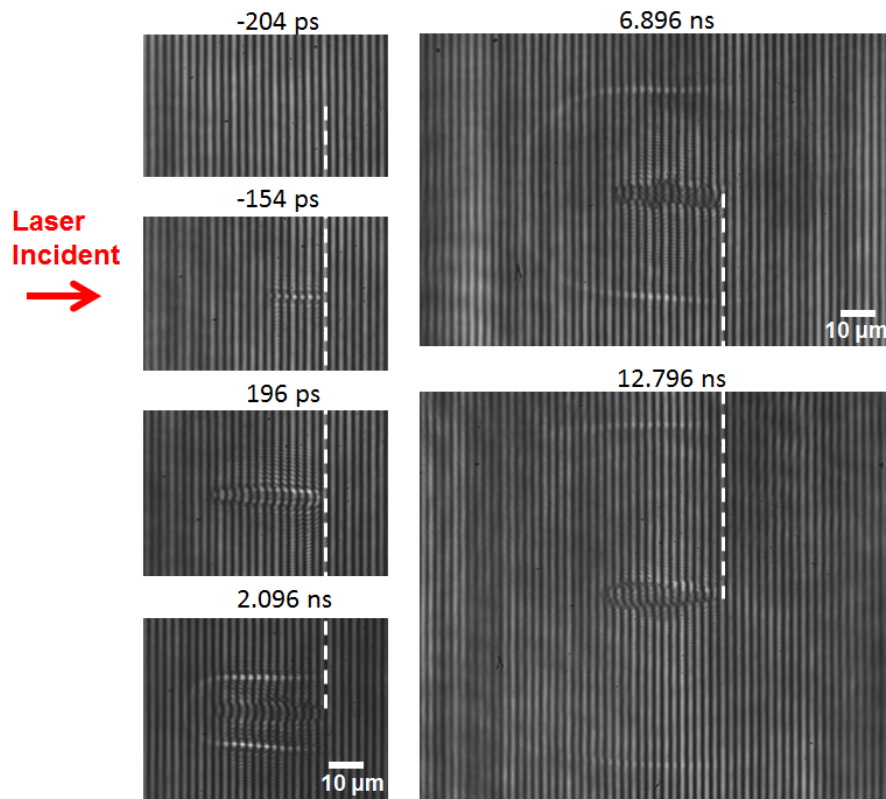 -204 ps
-154 ps
Laser
Incident
196 ps
2.096 ns
10 μm
6.896 ns
10 μm
12.796 ns